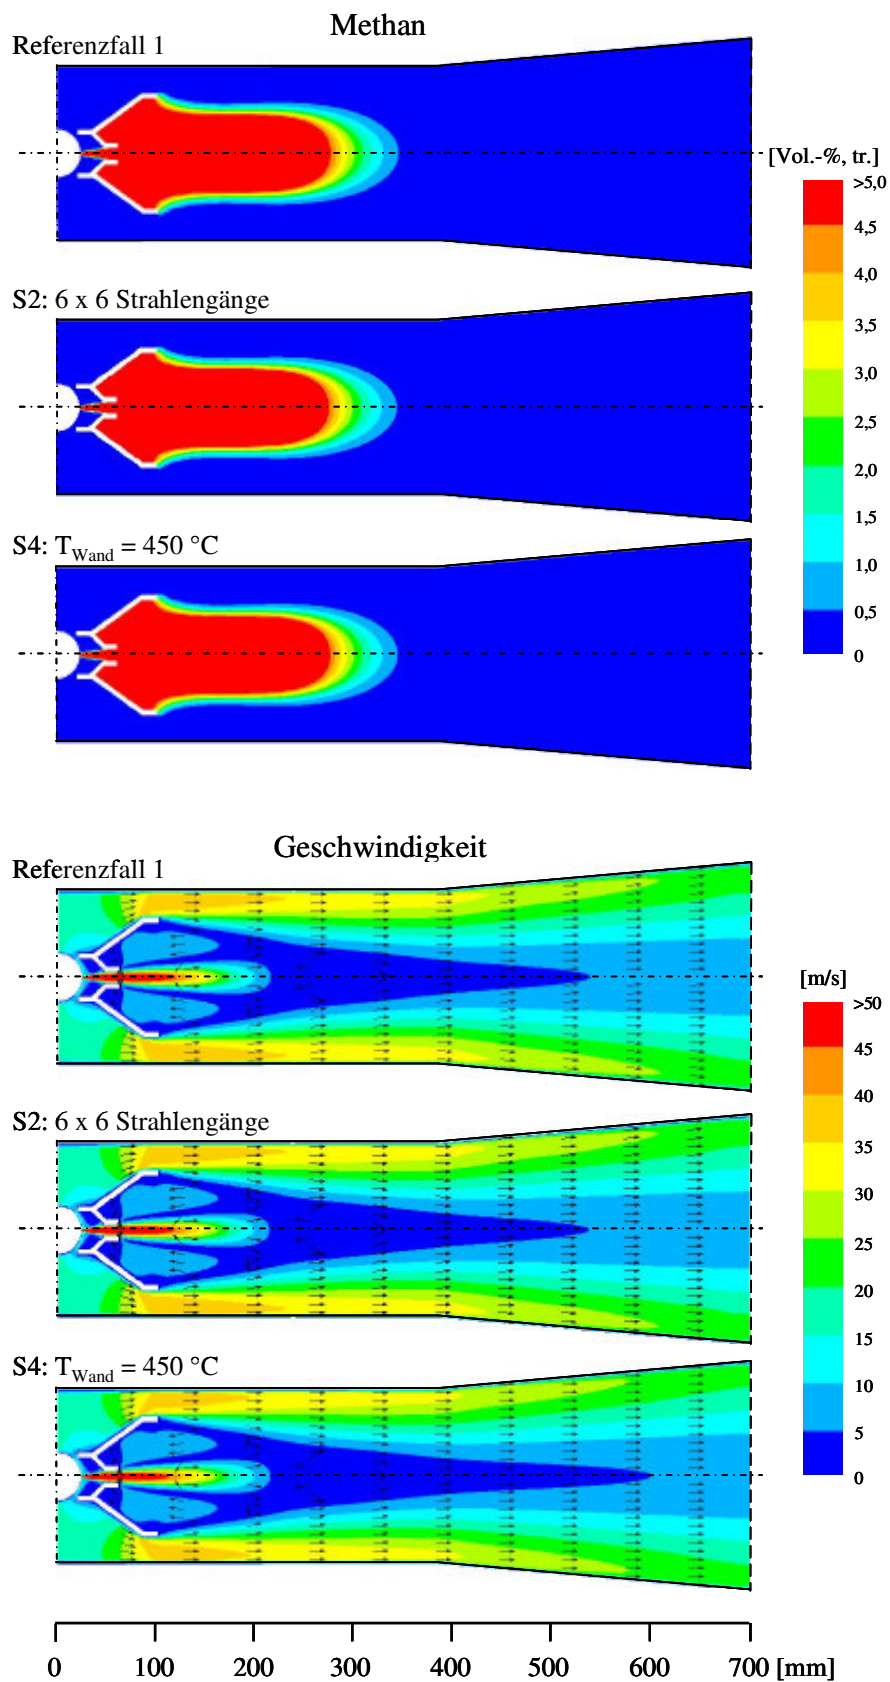 Methan
Referenzfall 1
[Vol.-%, tr.]
>5,0
4,5
4,0
3,5
3,0
2,5
2,0
1,5
1,0
0,5
0
S2: 6 x 6 Strahlengänge
S4: TWand = 450 °C
Geschwindigkeit
Referenzfall 1
[m/s]
>50
45
40
35
30
25
20
15
10
5
0
S2: 6 x 6 Strahlengänge
S4: TWand = 450 °C
0 100 200 300 400 500 600 700 [mm]